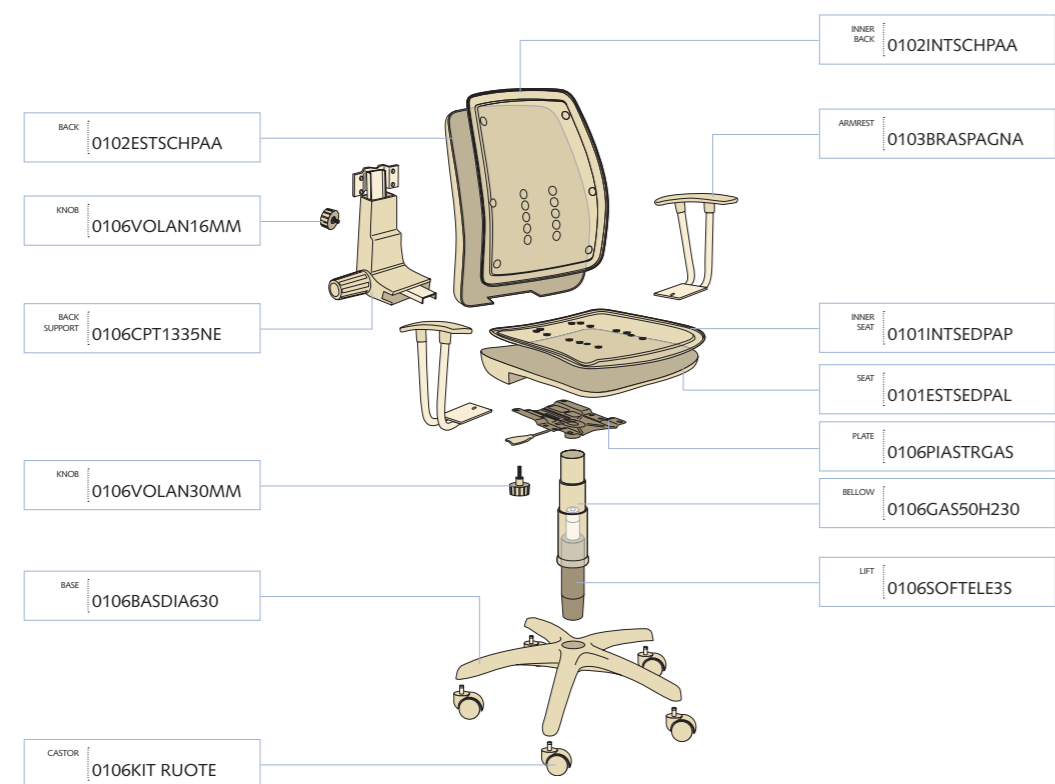 INNER
BACK
0102INTSCHPAA
BACK
0102ESTSCHPAA
ARMREST
0103BRASPAGNA
KNOB
0106VOLAN16MM
BACK
SUPPORT
0106CPT1335NE
INNER
SEAT
0101INTSEDPAP
SEAT
0101ESTSEDPAL
PLATE
0106PIASTRGAS
KNOB
0106VOLAN30MM
BELLOW
0106GAS50H230
LIFT
0106SOFTELE3S
BASE
0106BASDIA630
CASTOR
0106KIT RUOTE